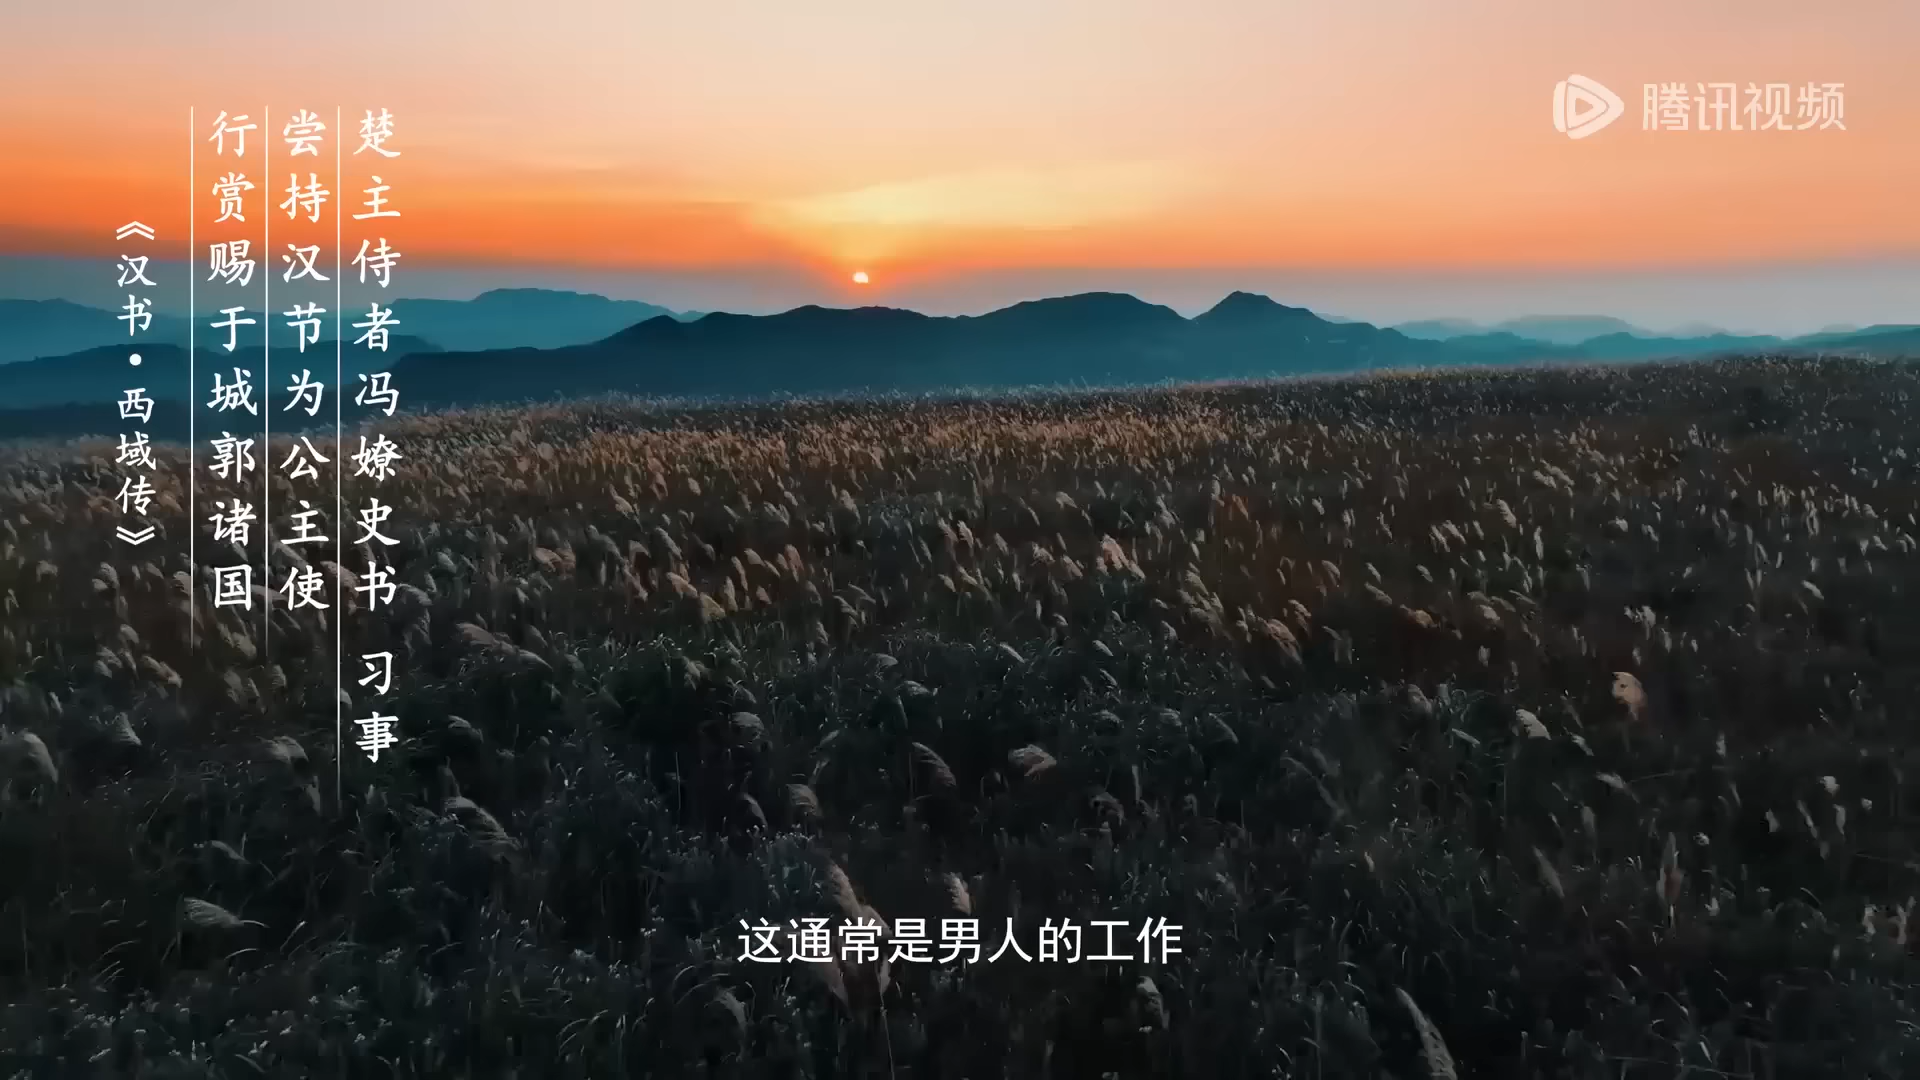 楚主侍者冯嫽史书 习事
尝持汉节为公主使
行赏赐于城郭诸国
《汉书·西域传》
腾讯视频
这通常是男人的工作